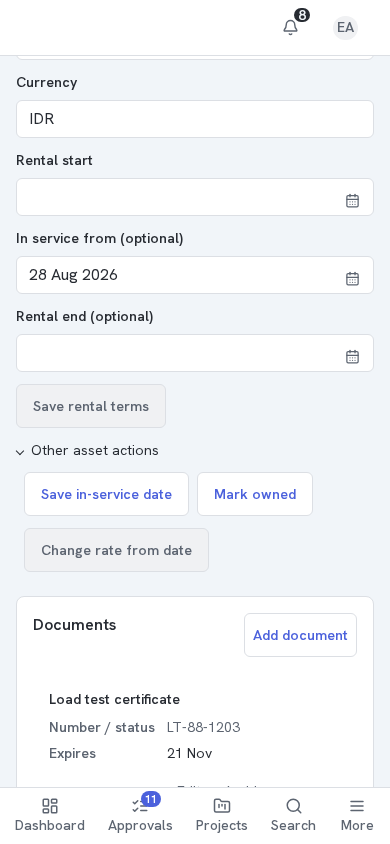 8
EA
Currency
IDR
Rental start
In service from (optional)
28 Aug 2026
Rental end (optional)
Save rental terms
Other asset actions
Save in-service date
Mark owned
Change rate from date
Documents
Add document
Load test certificate
Number / status LT-88-1203
Expires 21 Nov
11
Dashboard Approvals Projects Search More